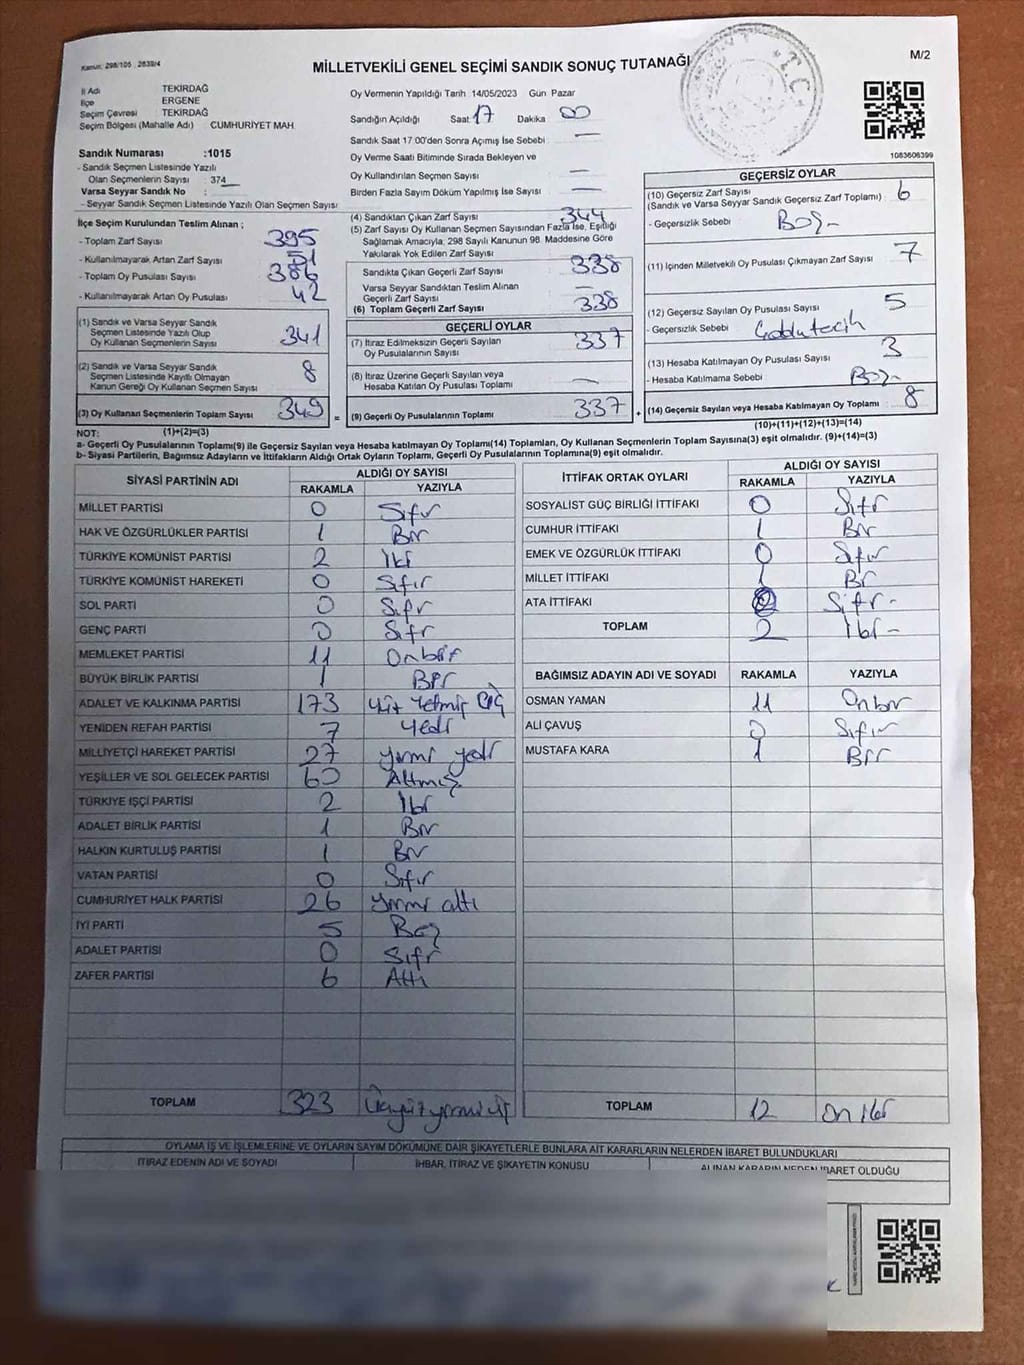 Kanun: 298/105 : 2839/4
MİLLETVEKİLİ GENEL SEÇİMİ SANDIK SONUÇ TUTANAĞI
M/2
T.C.
İl Adı TEKİRDAĞ
İlçe ERGENE
Seçim Çevresi TEKİRDAĞ
Seçim Bölgesi (Mahalle Adı) CUMHURİYET MAH.
Sandık Numarası :1015
- Sandık Seçmen Listesinde Yazılı
Olan Seçmenlerin Sayısı : 374
Varsa Seyyar Sandık No :
- Seyyar Sandık Seçmen Listesinde Yazılı Olan Seçmen Sayısı :
Oy Vermenin Yapıldığı Tarih 14/05/2023 Gün Pazar
Sandığın Açıldığı Saat 17 Dakika 00
Sandık Saat 17.00'den Sonra Açımış İse Sebebi : —
Oy Verme Saati Bitiminde Sırada Bekleyen ve
Oy Kullandırılan Seçmen Sayısı —
Birden Fazla Sayım Döküm Yapılmış İse Sayısı —
1083606399
İlçe Seçim Kurulundan Teslim Alınan ;
- Toplam Zarf Sayısı 395
- Kullanılmayarak Artan Zarf Sayısı : 51
- Toplam Oy Pusulası Sayısı 386
- Kullanılmayarak Artan Oy Pusulası 42
(4) Sandıktan Çıkan Zarf Sayısı 344
(5) Zarf Sayısı Oy Kullanan Seçmen Sayısından Fazla İse, Eşitliği
Sağlamak Amacıyla; 298 Sayılı Kanunun 98. Maddesine Göre
Yakılarak Yok Edilen Zarf Sayısı
Sandıkta Çıkan Geçerli Zarf Sayısı 338
Varsa Seyyar Sandıktan Teslim Alınan
Geçerli Zarf Sayısı —
(6) Toplam Geçerli Zarf Sayısı 338
GEÇERSİZ OYLAR
(10) Geçersiz Zarf Sayısı
(Sandık ve Varsa Seyyar Sandık Geçersiz Zarf Toplamı) : 6
- Geçersizlik Sebebi Boş -
(11) İçinden Milletvekili Oy Pusulası Çıkmayan Zarf Sayısı : 7
(12) Geçersiz Sayılan Oy Pusulası Sayısı 5
- Geçersizlik Sebebi :
(13) Hesaba Katılmayan Oy Pusulası Sayısı 3
- Hesaba Katılmama Sebebi Boş -
(14) Geçersiz Sayılan veya Hesaba Katılmayan Oy Toplamı : 8
(10)+(11)+(12)+(13)=(14)
(1) Sandık ve Varsa Seyyar Sandık
Seçmen Listesinde Yazılı Olup
Oy Kullanan Seçmenlerin Sayısı 341
(2) Sandık ve Varsa Seyyar Sandık
Seçmen Listesinde Kayıtlı Olmayan
Kanun Gereği Oy Kullanan Seçmen Sayısı 8
(3) Oy Kullanan Seçmenlerin Toplam Sayısı 349 =
GEÇERLİ OYLAR
(7) İtiraz Edilmeksizin Geçerli Sayılan
Oy Pusulalarının Sayısı 337
(8) İtiraz Üzerine Geçerli Sayılan veya
Hesaba Katılan Oy Pusulası Toplamı —
(9) Geçerli Oy Pusulalarının Toplamı 337 +
NOT: (1)+(2)=(3)
a- Geçerli Oy Pusulalarının Toplamı(9) ile Geçersiz Sayılan veya Hesaba katılmayan Oy Toplamı(14) Toplamları, Oy Kullanan Seçmenlerin Toplam Sayısına(3) eşit olmalıdır. (9)+(14)=(3)
b- Siyasi Partilerin, Bağımsız Adayların ve İttifakların Aldığı Ortak Oyların Toplamı, Geçerli Oy Pusulalarının Toplamına(9) eşit olmalıdır.
SİYASİ PARTİNİN ADI ALDIĞI OY SAYISI
RAKAMLA YAZIYLA
MİLLET PARTİSİ 0 Sıfır
HAK VE ÖZGÜRLÜKLER PARTİSİ 1 Bir
TÜRKİYE KOMÜNİST PARTİSİ 2 İki
TÜRKİYE KOMÜNİST HAREKETİ 0 Sıfır
SOL PARTİ 0 Sıfır
GENÇ PARTİ 0 Sıfır
MEMLEKET PARTİSİ 11 Onbir
BÜYÜK BİRLİK PARTİSİ 1 Bir
ADALET VE KALKINMA PARTİSİ 173 Yüz Yetmiş Üç
YENİDEN REFAH PARTİSİ 7 Yedi
MİLLİYETÇİ HAREKET PARTİSİ 27 Yirmi yedi
YEŞİLLER VE SOL GELECEK PARTİSİ 60 Altmış
TÜRKİYE İŞÇİ PARTİSİ 2 İki
ADALET BİRLİK PARTİSİ 1 Bir
HALKIN KURTULUŞ PARTİSİ 1 Bir
VATAN PARTİSİ 0 Sıfır
CUMHURİYET HALK PARTİSİ 26 Yirmi altı
İYİ PARTİ 5 Beş
ADALET PARTİSİ 0 Sıfır
ZAFER PARTİSİ 6 Altı
TOPLAM 323 Üçyüzyirmi üç
İTTİFAK ORTAK OYLARI ALDIĞI OY SAYISI
RAKAMLA YAZIYLA
SOSYALİST GÜÇ BİRLİĞİ İTTİFAKI 0 Sıfır
CUMHUR İTTİFAKI 1 Bir
EMEK VE ÖZGÜRLÜK İTTİFAKI 0 Sıfır
MİLLET İTTİFAKI 1 Bir
ATA İTTİFAKI Sıfır -
TOPLAM 2 İki -
BAĞIMSIZ ADAYIN ADI VE SOYADI RAKAMLA YAZIYLA
OSMAN YAMAN 11 Onbir
ALİ ÇAVUŞ 0 Sıfır
MUSTAFA KARA 1 Bir
TOPLAM 12 On iki
OYLAMA İŞ VE İŞLEMLERİNE VE OYLARIN SAYIM DÖKÜMÜNE DAİR ŞİKAYETLERLE BUNLARA AİT KARARLARIN NELERDEN İBARET BULUNDUKLARI
İTİRAZ EDENİN ADI VE SOYADI İHBAR, İTİRAZ VE ŞİKAYETİN KONUSU ALINAN KARARIN NEDEN İBARET OLDUĞU